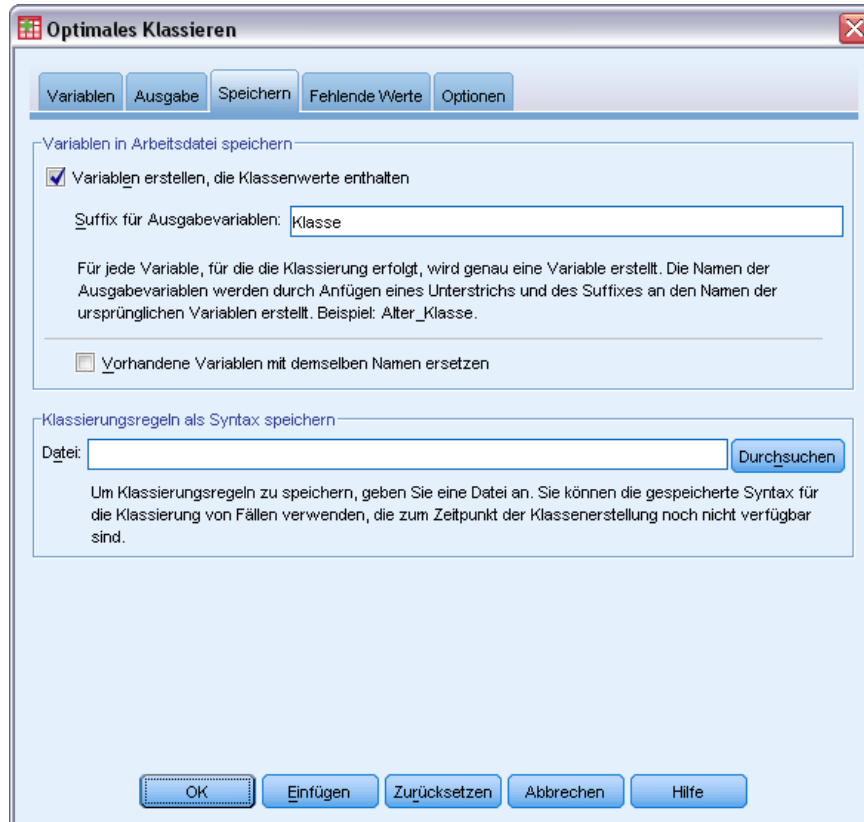 Optimales Klassieren
Variablen
Ausgabe
Speichern
Fehlende Werte
Optionen
Variablen in Arbeitsdatei speichern
Variablen erstellen, die Klassenwerte enthalten
Suffix für Ausgabevariablen:
Klasse
Für jede Variable, für die die Klassierung erfolgt, wird genau eine Variable erstellt. Die Namen der
Ausgabevariablen werden durch Anfügen eines Unterstrichs und des Suffixes an den Namen der
ursprünglichen Variablen erstellt. Beispiel: Alter_Klasse.
Vorhandene Variablen mit demselben Namen ersetzen
Klassierungsregeln als Syntax speichern
Datei:
Durchsuchen
Um Klassierungsregeln zu speichern, geben Sie eine Datei an. Sie können die gespeicherte Syntax für
die Klassierung von Fällen verwenden, die zum Zeitpunkt der Klassenerstellung noch nicht verfügbar
sind.
OK
Einfügen
Zurücksetzen
Abbrechen
Hilfe